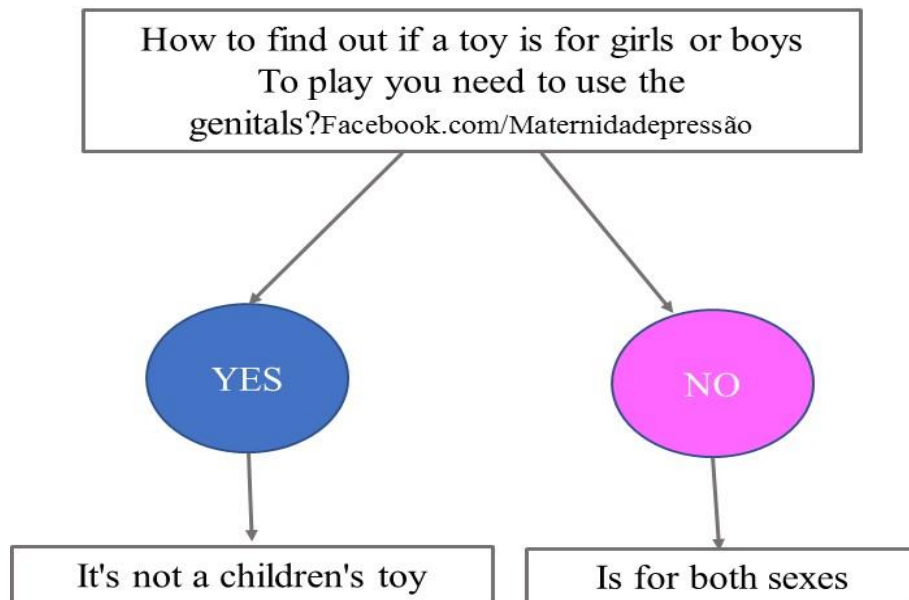 How to find out if a toy is for girls or boys
To play you need to use the
genitals?Facebook.com/Maternidadepressão
YES
NO
It's not a children's toy
Is for both sexes